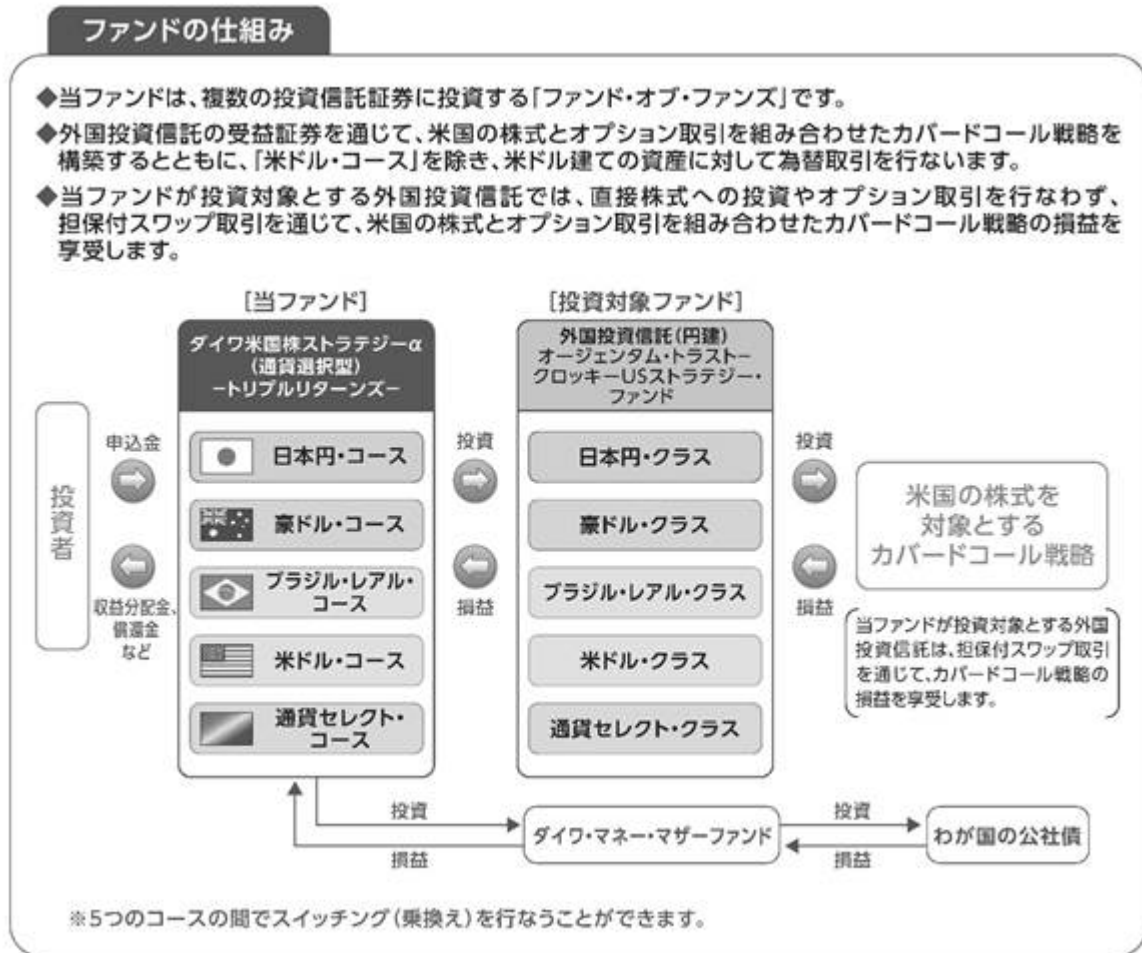 ファンドの仕組み
◆当ファンドは、複数の投資信託証券に投資する「ファンド・オブ・ファンズ」です。
◆外国投資信託の受益証券を通じて、米国の株式とオプション取引を組み合わせたカバードコール戦略を
構築するとともに、「米ドル・コース」を除き、米ドル建ての資産に対して為替取引を行ないます。
◆当ファンドが投資対象とする外国投資信託では、直接株式への投資やオプション取引を行なわず、
担保付スワップ取引を通じて、米国の株式とオプション取引を組み合わせたカバードコール戦略の損益を
享受します。
[当ファンド]
ダイワ米国株ストラテジーα
(通貨選択型)
-トリプルリターンズ-
[投資対象ファンド]
外国投資信託(円建)
オージェンタム・トラスト-
クロッキーUSストラテジー・
ファンド
投資者
申込金
収益分配金、
償還金
など
日本円・コース
豪ドル・コース
ブラジル・レアル・
コース
米ドル・コース
通貨セレクト・
コース
投資
損益
日本円・クラス
豪ドル・クラス
ブラジル・レアル・クラス
米ドル・クラス
通貨セレクト・クラス
投資
損益
米国の株式を
対象とする
カバードコール戦略
当ファンドが投資対象とする外国
投資信託は、担保付スワップ取引
を通じて、カバードコール戦略の
損益を享受します。
投資
損益
ダイワ・マネー・マザーファンド
投資
損益
わが国の公社債
※5つのコースの間でスイッチング(乗換え)を行なうことができます。